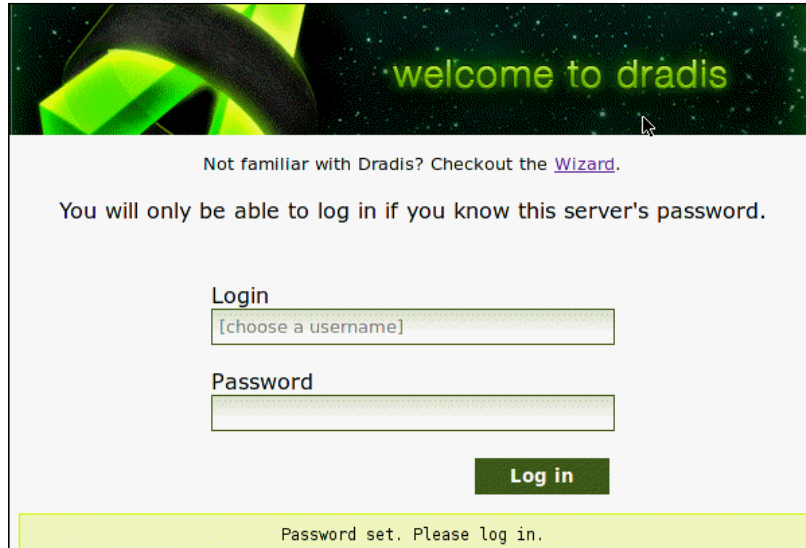 welcome to dradis
Not familiar with Dradis? Checkout the Wizard.
You will only be able to log in if you know this server's password.
Login
[choose a username]
Password
Log in
Password set. Please log in.